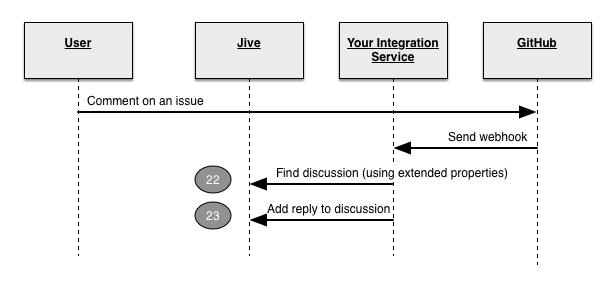 User
Jive
Your Integration
Service
GitHub
Comment on an issue
Send webhook
22
Find discussion (using extended properties)
23
Add reply to discussion